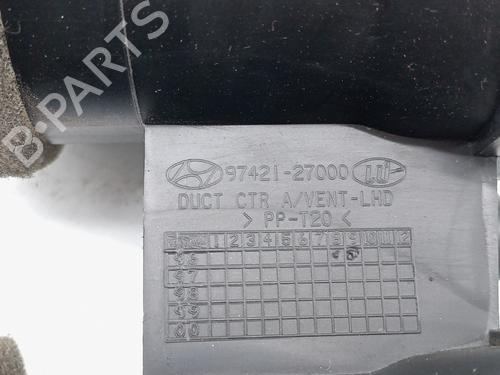 B-PARTS
97421-27000
DUCT CTR A/VENT-LHD
> PP-T20 <
1 2 3 4 5 6 7 8 9 10 11 12
96
97
98
99
00